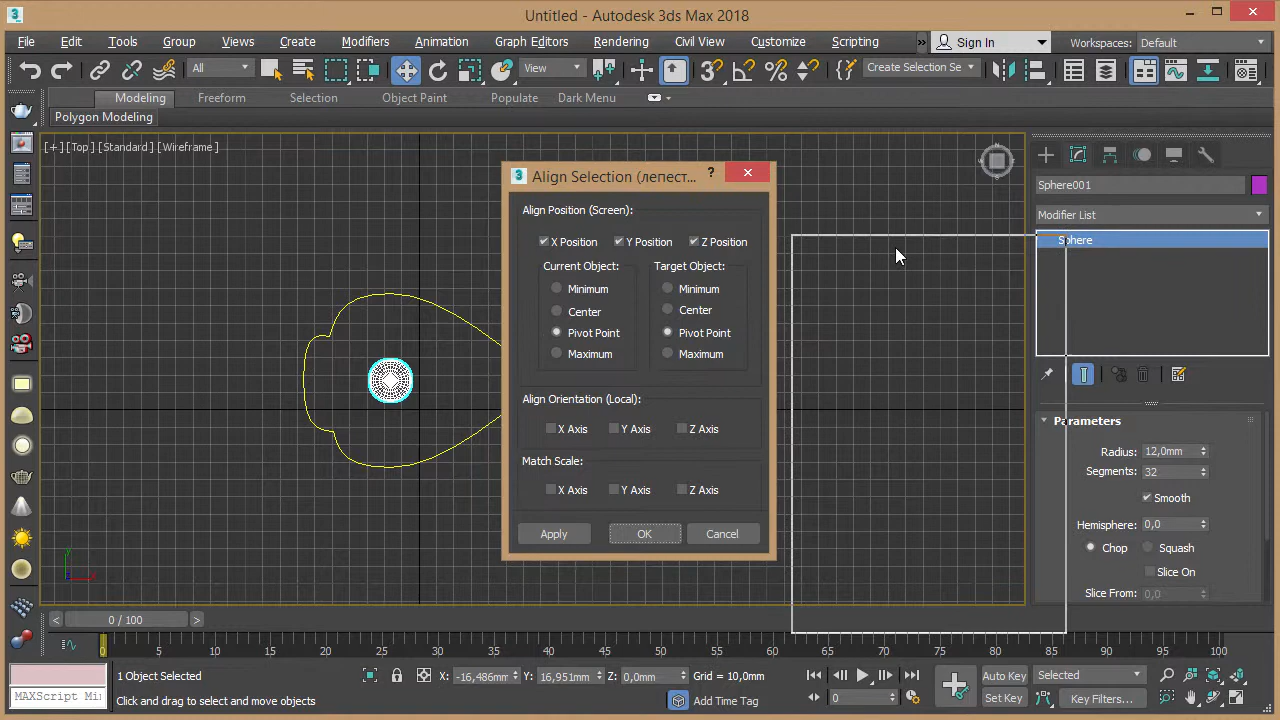 Untitled - Autodesk 3ds Max 2018
File Edit Tools Group Views Create Modifiers Animation Graph Editors Rendering Civil View Customize Scripting » Sign In Workspaces: Default
All View Create Selection Se
Modeling Freeform Selection Object Paint Populate Dark Menu
Polygon Modeling
[+] [Top] [Standard] [Wireframe]
Align Selection (лепест... ?
Align Position (Screen):
X Position Y Position Z Position
Current Object: Target Object:
Minimum Minimum
Center Center
Pivot Point Pivot Point
Maximum Maximum
Align Orientation (Local):
X Axis Y Axis Z Axis
Match Scale:
X Axis Y Axis Z Axis
Apply OK Cancel
Sphere001
Modifier List
Sphere
Parameters
Radius: 12,0mm
Segments: 32
Smooth
Hemisphere: 0,0
Chop Squash
Slice On
Slice From: 0,0
< 0 / 100 >
0 5 10 15 20 25 30 35 40 45 50 55 60 65 70 75 80 85 90 95 100
1 Object Selected X: -16,486mm Y: 16,951mm Z: 0,0mm Grid = 10,0mm Auto Key Selected
MAXScript Mi Click and drag to select and move objects Add Time Tag 0 Set Key Key Filters...